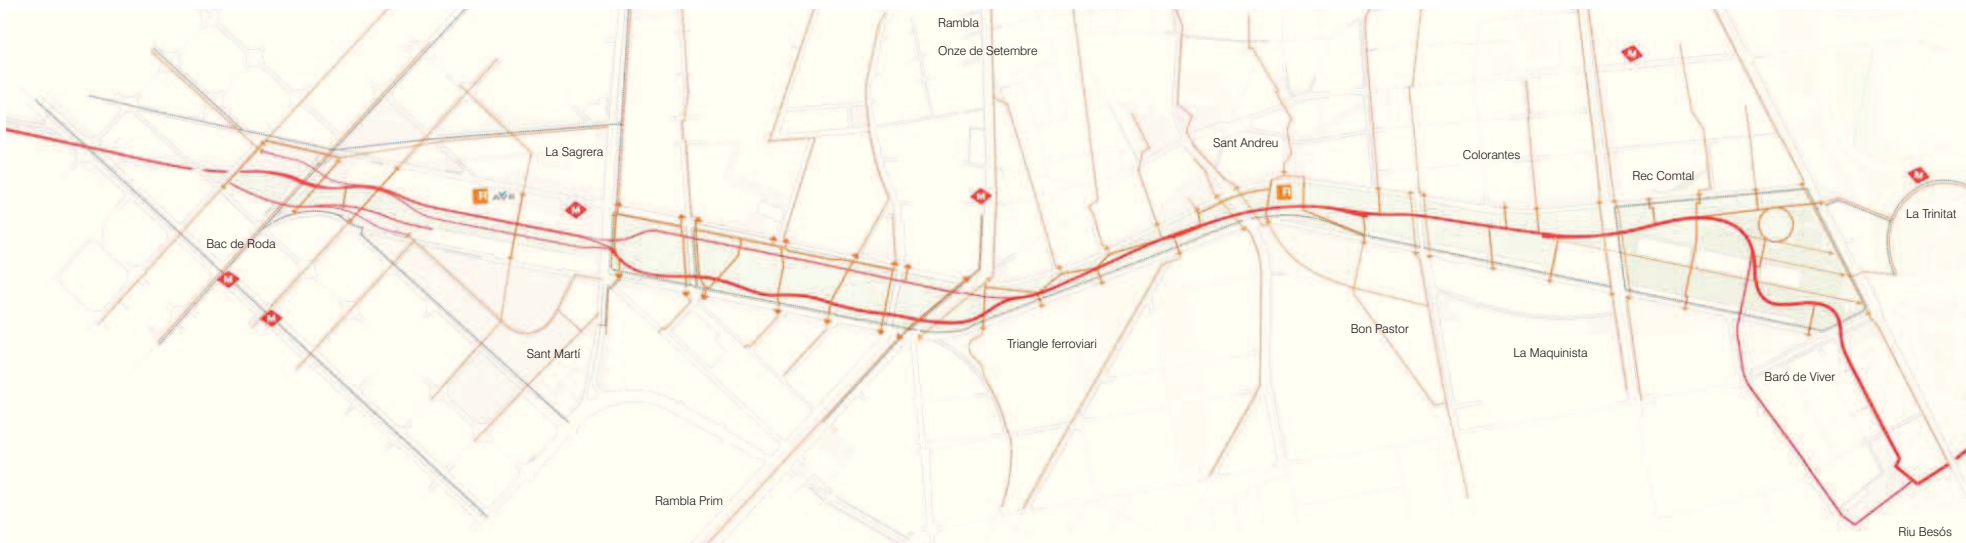 Rambla
Onze de Setembre
La Sagrera
Sant Andreu
Colorantes
Rec Comtal
La Trinitat
Bac de Roda
M
M
M
M
M
M
Sant Martí
Triangle ferroviari
Bon Pastor
La Maquinista
Baró de Viver
Rambla Prim
Riu Besós